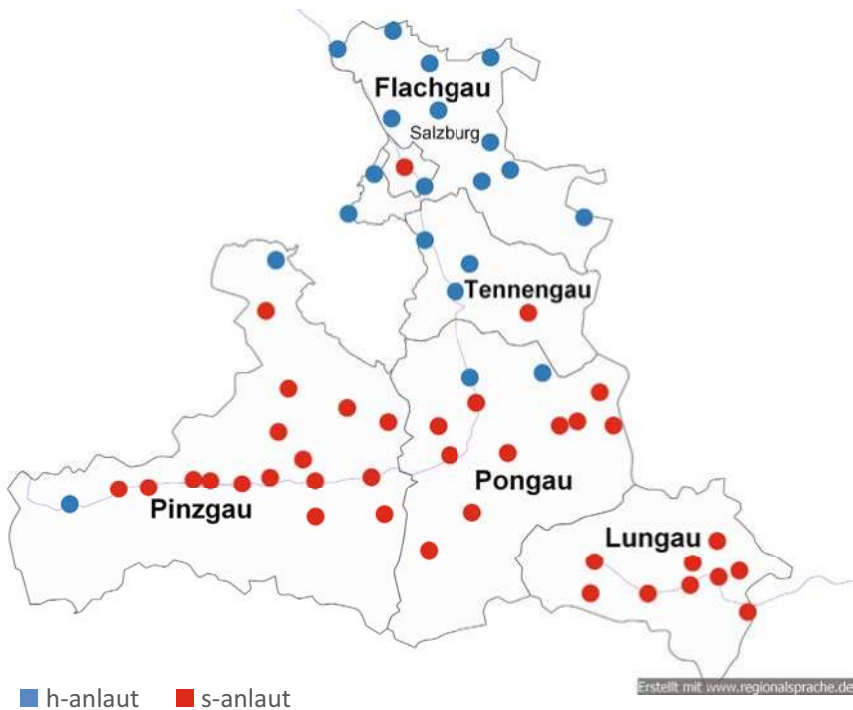 Flachgau
Salzburg
Tennengau
Pinzgau
Pongau
Lungau
Erstellt mit www.regionalsprache.de
h-anlaut s-anlaut